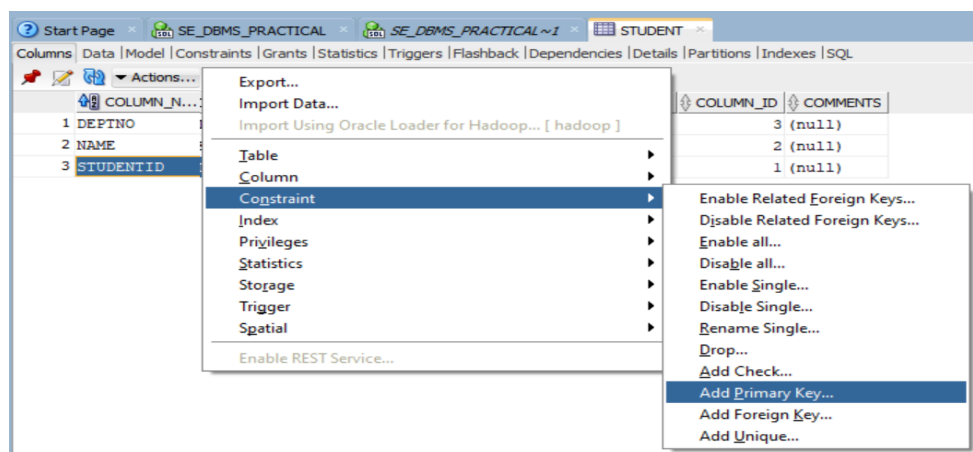 Start Page SE_DBMS_PRACTICAL SE_DBMS_PRACTICAL~1 STUDENT
Columns Data |Model |Constraints |Grants |Statistics |Triggers |Flashback |Dependencies |Details |Partitions |Indexes |SQL
Actions...
COLUMN_N... COLUMN_ID COMMENTS
1 DEPTNO 3 (null)
2 NAME 2 (null)
3 STUDENTID 1 (null)
Export...
Import Data...
Import Using Oracle Loader for Hadoop... [ hadoop ]
Table
Column
Constraint
Index
Privileges
Statistics
Storage
Trigger
Spatial
Enable REST Service...
Enable Related Foreign Keys...
Disable Related Foreign Keys...
Enable all...
Disable all...
Enable Single...
Disable Single...
Rename Single...
Drop...
Add Check...
Add Primary Key...
Add Foreign Key...
Add Unique...